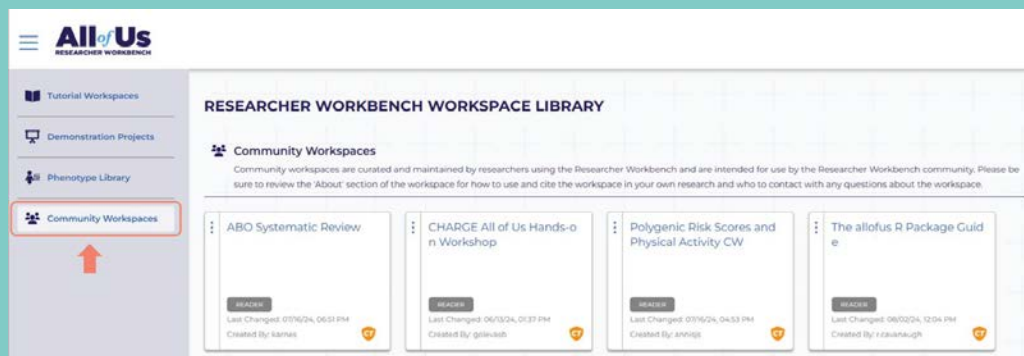 All of Us
RESEARCHER WORKBENCH
Tutorial Workspaces
Demonstration Projects
Phenotype Library
Community Workspaces
RESEARCHER WORKBENCH WORKSPACE LIBRARY
Community Workspaces
Community workspaces are curated and maintained by researchers using the Researcher Workbench and are intended for use by the Researcher Workbench community. Please be
sure to review the 'About' section of the workspace for how to use and cite the workspace in your own research and who to contact with any questions about the workspace.
ABO Systematic Review
READER
Last Changed: 07/16/24, 06:51 PM
Created By: karnes
CT
CHARGE All of Us Hands-o
n Workshop
READER
Last Changed: 06/13/24, 01:37 PM
Created By:
CT
Polygenic Risk Scores and
Physical Activity CW
READER
Last Changed: 07/16/24, 04:53 PM
Created By: annisjs
CT
The allofus R Package Guid
e
READER
Last Changed: 08/02/24, 12:04 PM
Created By: r.cavanaugh
CT